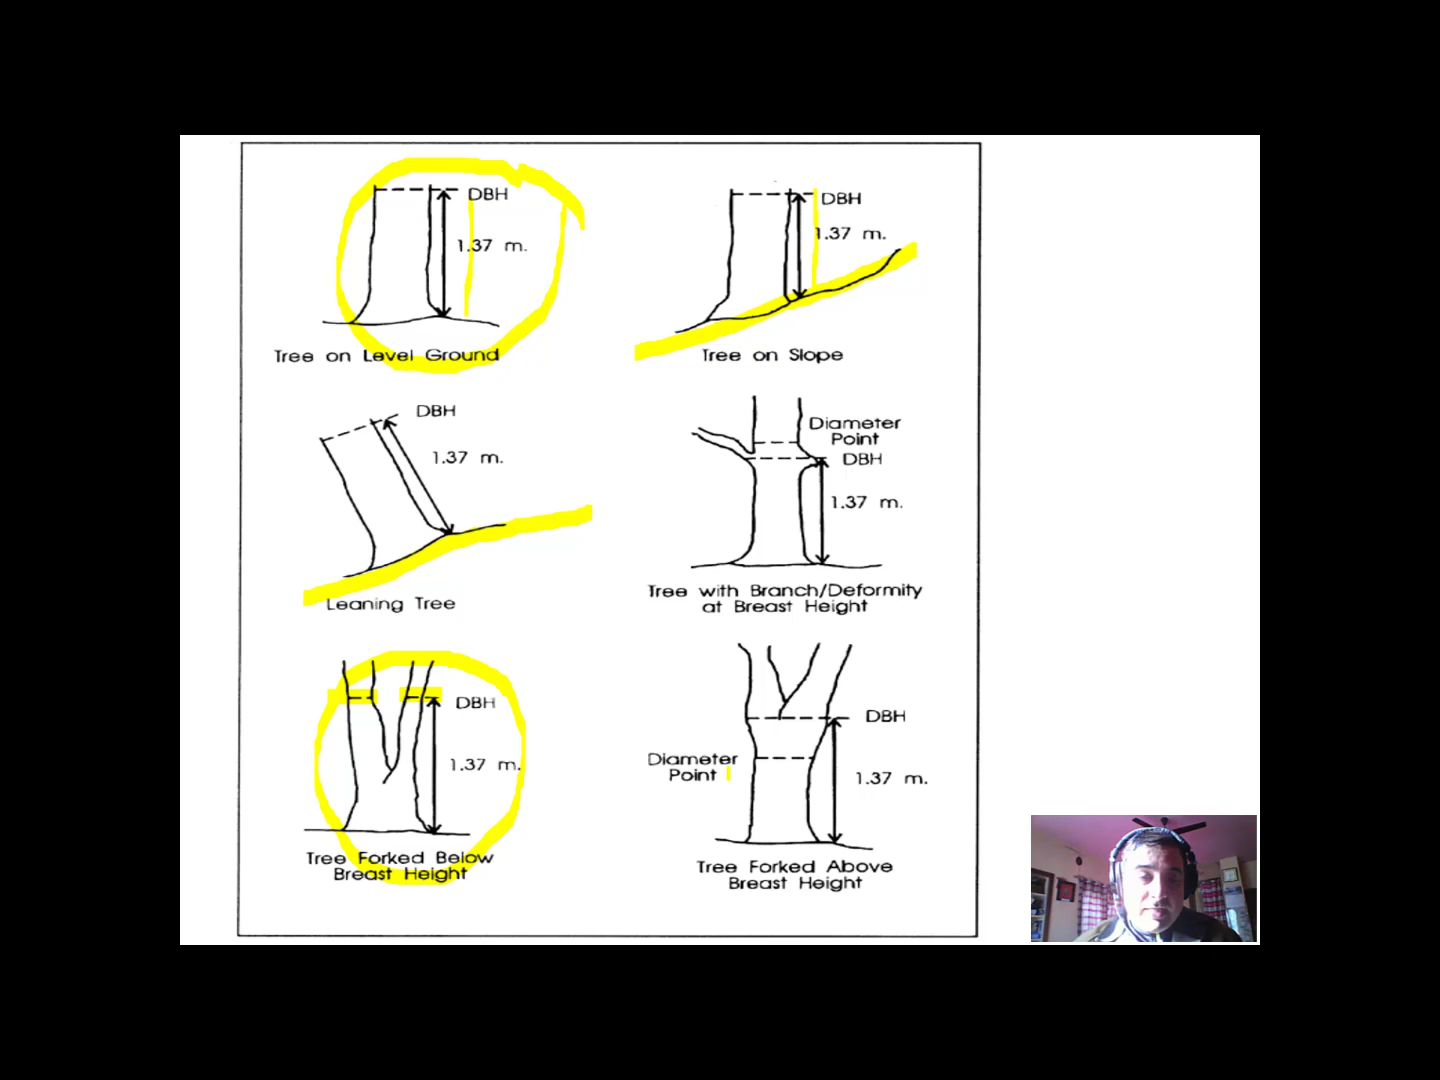 DBH
1.37 m.
Tree on Level Ground
DBH
1.37 m.
Tree on Slope
DBH
1.37 m.
Leaning Tree
Diameter
Point
DBH
1.37 m.
Tree with Branch/Deformity
at Breast Height
DBH
1.37 m.
Tree Forked Below
Breast Height
DBH
Diameter
Point
1.37 m.
Tree Forked Above
Breast Height